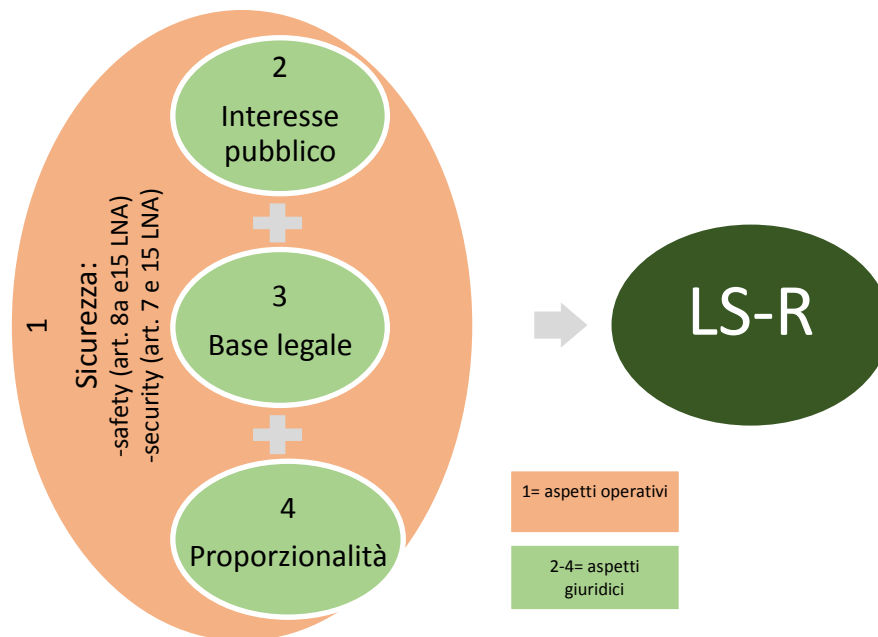 1
Sicurezza:
-safety (art. 8a e15 LNA)
-security (art. 7 e 15 LNA)
2
Interesse
pubblico
3
Base legale
4
Proporzionalità
LS-R
1= aspetti operativi
2-4= aspetti
giuridici